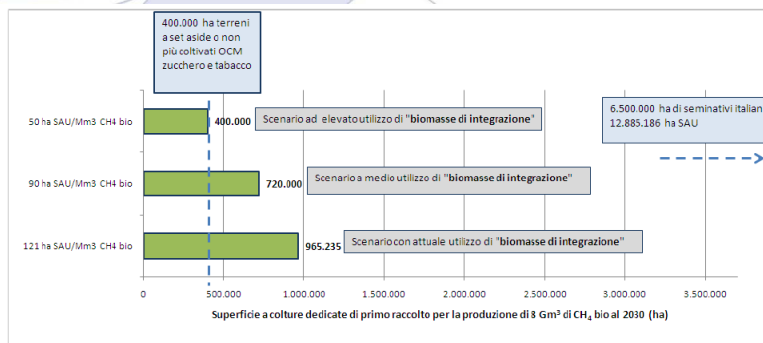 400.000 ha terreni
a set aside o non
più coltivati OCM
zucchero e tabacco
6.500.000 ha di seminativi italian
12.885.186 ha SAU
50 ha SAU/Mm3 CH4 bio
400.000
Scenario ad elevato utilizzo di "biomasse di integrazione"
90 ha SAU/Mm3 CH4 bio
720.000
Scenario a medio utilizzo di "biomasse di integrazione"
121 ha SAU/Mm3 CH4 bio
965.235
Scenario con attuale utilizzo di "biomasse di integrazione"
0 500.000 1.000.000 1.500.000 2.000.000 2.500.000 3.000.000 3.500.000
Superficie a colture dedicate di primo raccolto per la produzione di 8 Gm³ di CH₄ bio al 2030 (ha)